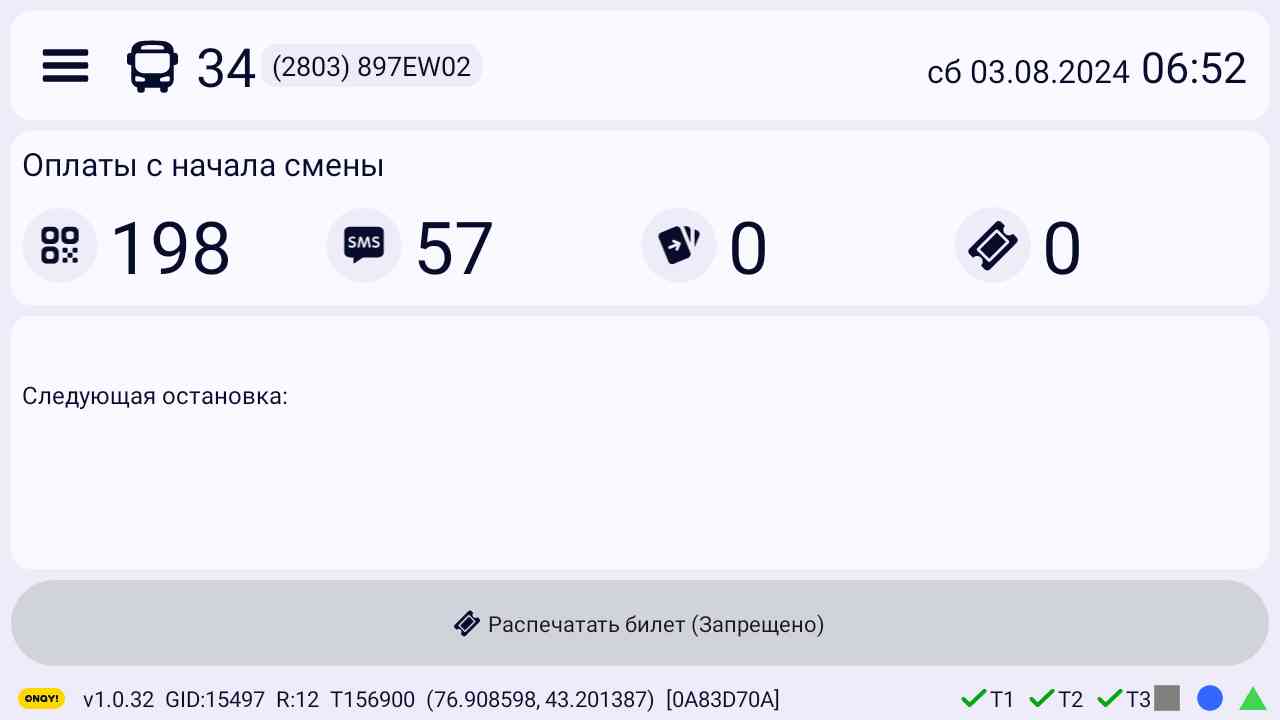 34 (2803) 897EW02 сб 03.08.2024 06:52
Оплаты с начала смены
198 SMS 57 0 0
Следующая остановка:
Распечатать билет (Запрещено)
ONAY! v1.0.32 GID:15497 R:12 T156900 (76.908598, 43.201387) [0A83D70A] T1 T2 T3